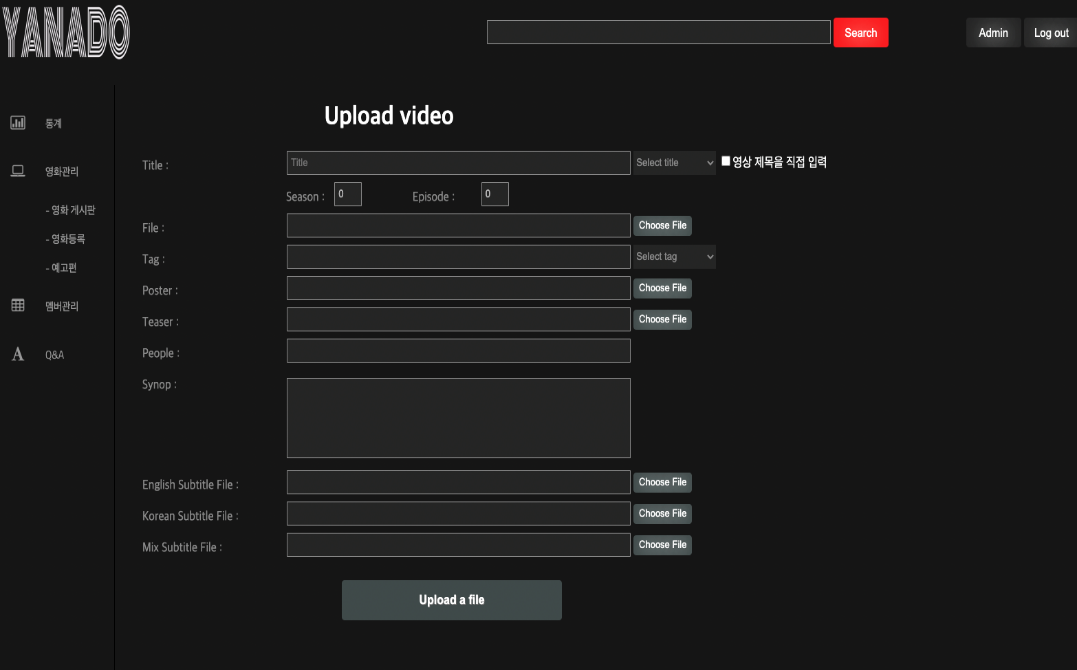 YANADO
Search
Admin
Log out
통계
영화관리
- 영화 게시판
- 영화등록
- 예고편
멤버관리
Q&A
Upload video
Title : Title Select title 영상 제목을 직접 입력
Season : 0 Episode : 0
File : Choose File
Tag : Select tag
Poster : Choose File
Teaser : Choose File
People :
Synop :
English Subtitle File : Choose File
Korean Subtitle File : Choose File
Mix Subtitle File : Choose File
Upload a file